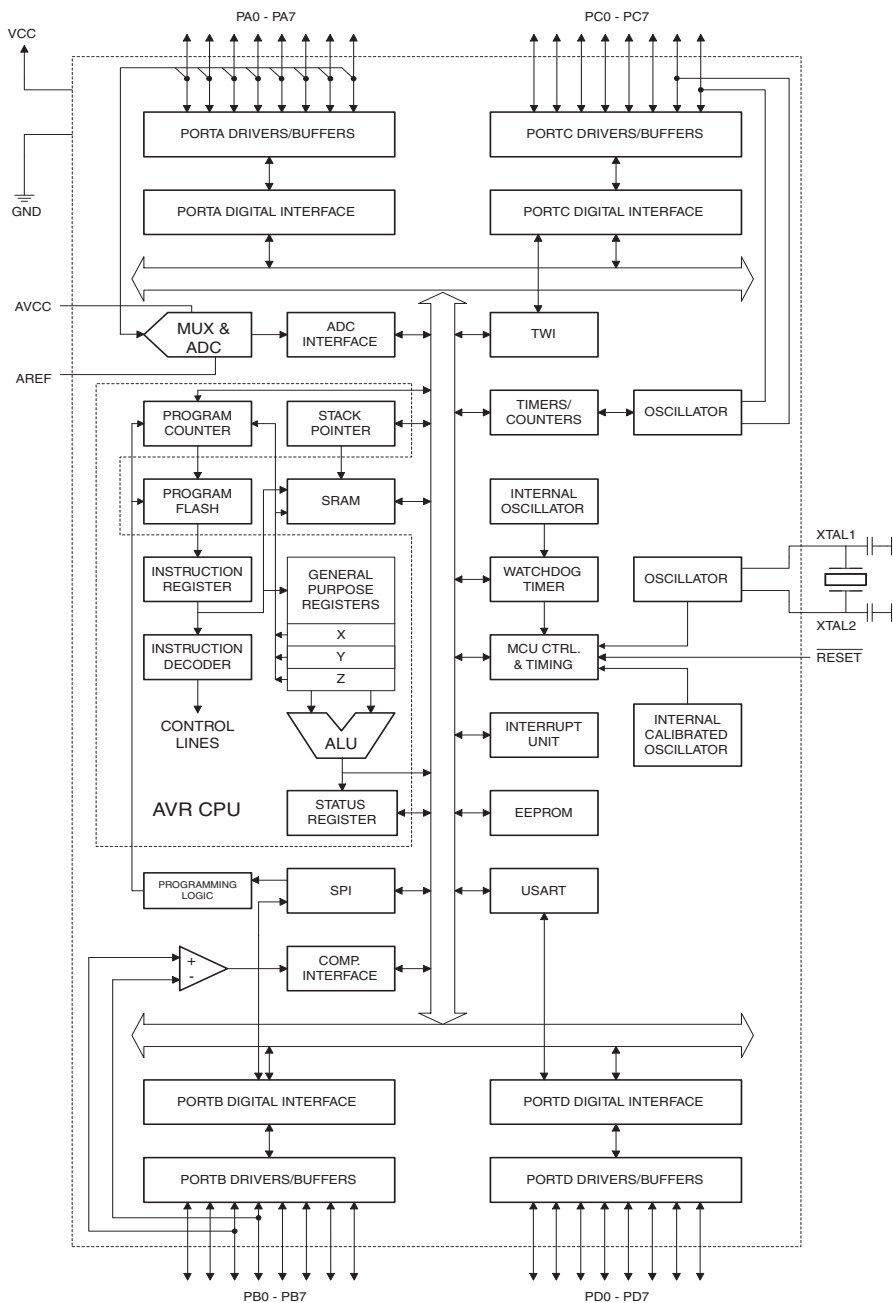 PA0 - PA7
PC0 - PC7
VCC
PORTA DRIVERS/BUFFERS
PORTC DRIVERS/BUFFERS
GND
PORTA DIGITAL INTERFACE
PORTC DIGITAL INTERFACE
AVCC
MUX &
ADC
ADC
INTERFACE
TWI
AREF
PROGRAM
COUNTER
STACK
POINTER
TIMERS/
COUNTERS
OSCILLATOR
PROGRAM
FLASH
SRAM
INTERNAL
OSCILLATOR
XTAL1
INSTRUCTION
REGISTER
GENERAL
PURPOSE
REGISTERS
WATCHDOG
TIMER
OSCILLATOR
XTAL2
X
INSTRUCTION
DECODER
Y
Z
MCU CTRL.
& TIMING
RESET
CONTROL
LINES
ALU
INTERRUPT
UNIT
INTERNAL
CALIBRATED
OSCILLATOR
AVR CPU
STATUS
REGISTER
EEPROM
PROGRAMMING
LOGIC
SPI
USART
+
-
COMP.
INTERFACE
PORTB DIGITAL INTERFACE
PORTD DIGITAL INTERFACE
PORTB DRIVERS/BUFFERS
PORTD DRIVERS/BUFFERS
PB0 - PB7
PD0 - PD7